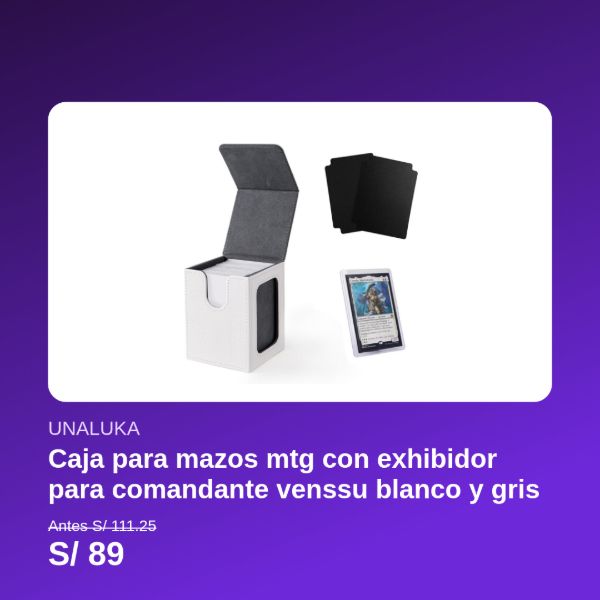 UNALUKA
Caja para mazos mtg con exhibidor
para comandante venssu blanco y gris
Antes S/ 111.25
S/ 89